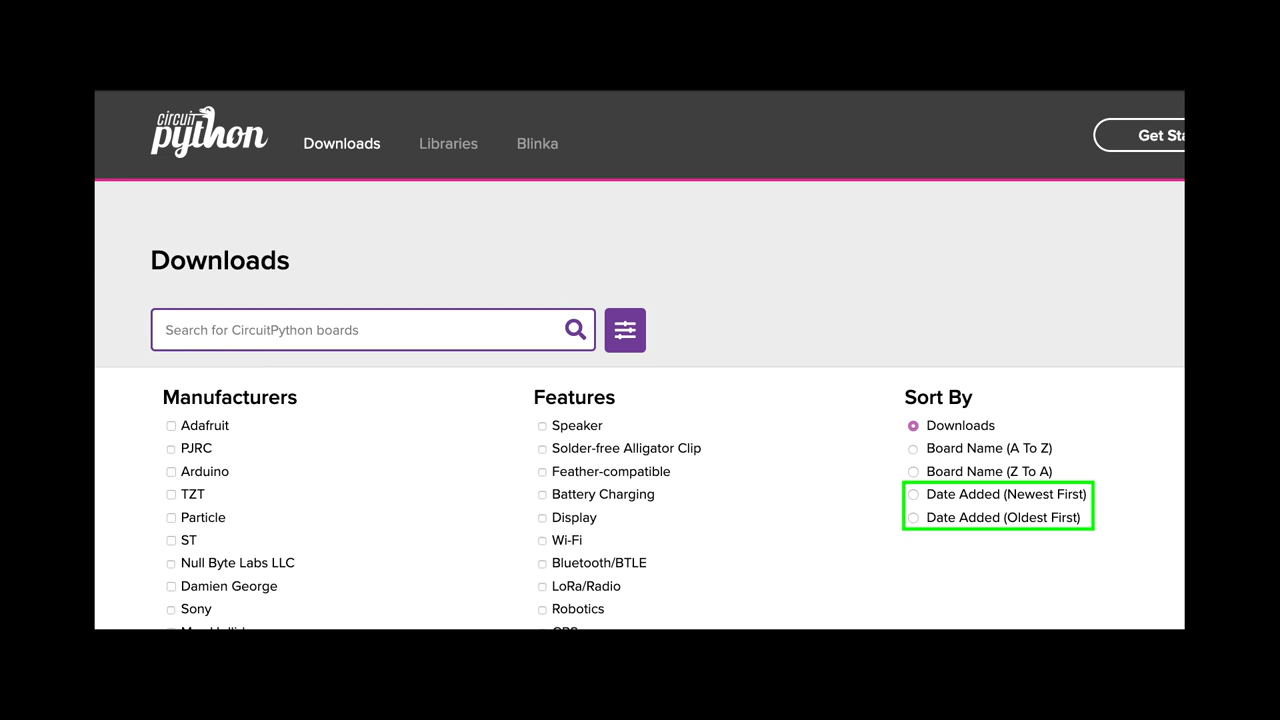 circuit
python
Downloads
Libraries
Blinka
Get Sta
Downloads
Search for CircuitPython boards
Manufacturers
Adafruit
PJRC
Arduino
TZT
Particle
ST
Null Byte Labs LLC
Damien George
Sony
Features
Speaker
Solder-free Alligator Clip
Feather-compatible
Battery Charging
Display
Wi-Fi
Bluetooth/BTLE
LoRa/Radio
Robotics
Sort By
Downloads
Board Name (A To Z)
Board Name (Z To A)
Date Added (Newest First)
Date Added (Oldest First)